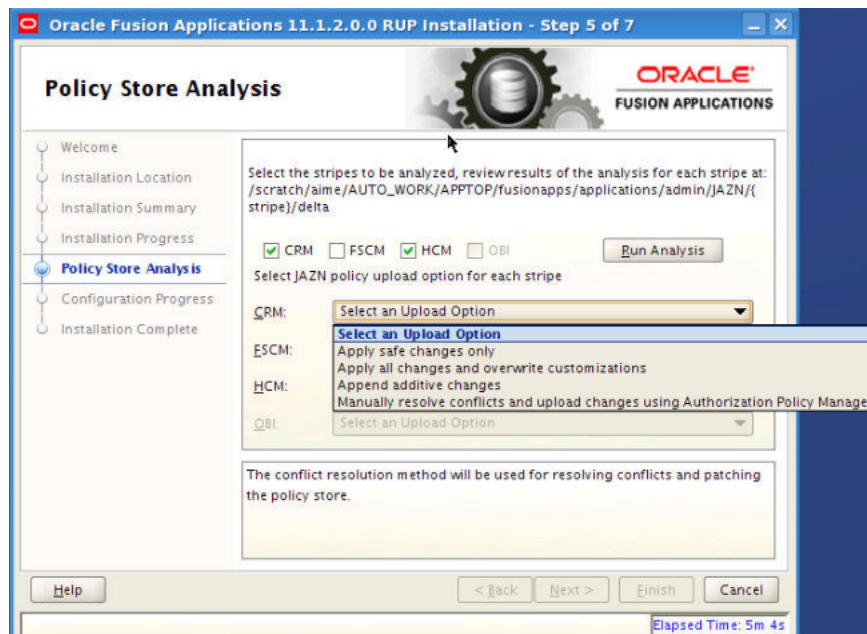 Oracle Fusion Applications 11.1.2.0.0 RUP Installation - Step 5 of 7
Policy Store Analysis
ORACLE
FUSION APPLICATIONS
Welcome
Installation Location
Installation Summary
Installation Progress
Policy Store Analysis
Configuration Progress
Installation Complete
Select the stripes to be analyzed, review results of the analysis for each stripe at:
/scratch/aime/AUTO_WORK/APPTOP/fusionapps/applications/admin/JAZN/{
stripe}/delta
CRM FSCM HCM OBI Run Analysis
Select JAZN policy upload option for each stripe
CRM: Select an Upload Option
Select an Upload Option
FSCM: Apply safe changes only
Apply all changes and overwrite customizations
HCM: Append additive changes
Manually resolve conflicts and upload changes using Authorization Policy Manage
OBI: Select an Upload Option
The conflict resolution method will be used for resolving conflicts and patching
the policy store.
Help < Back Next > Finish Cancel
Elapsed Time: 5m 4s